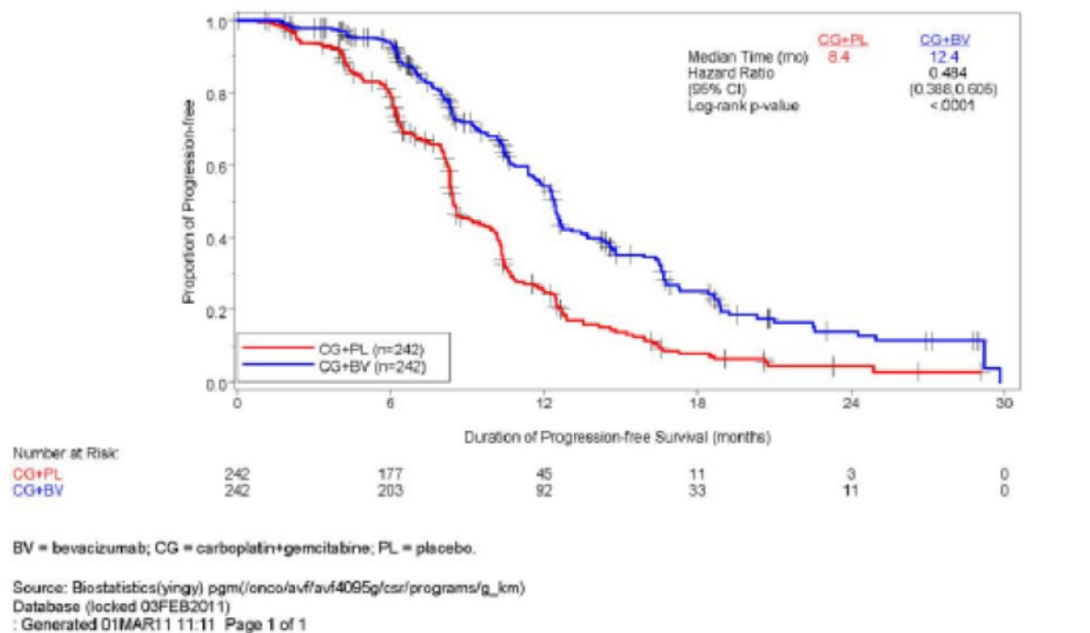 1.0
0.8
0.6
0.4
0.2
0.0
Proportion of Progression-free
CG+PL CG+BV
Median Time (mo) 8.4 12.4
Hazard Ratio 0.484
(95% CI) (0.388,0.605)
Log-rank p-value <.0001
CG+PL (n=242)
CG+BV (n=242)
0 6 12 18 24 30
Duration of Progression-free Survival (months)
Number at Risk:
CG+PL 242 177 45 11 3 0
CG+BV 242 203 92 33 11 0
BV = bevacizumab; CG = carboplatin+gemcitabine; PL = placebo.
Source: Biostatistics(yingy) pgm(/onco/avf/avf4095g/csr/programs/g_km)
Database (locked 03FEB2011)
: Generated 01MAR11 11:11 Page 1 of 1